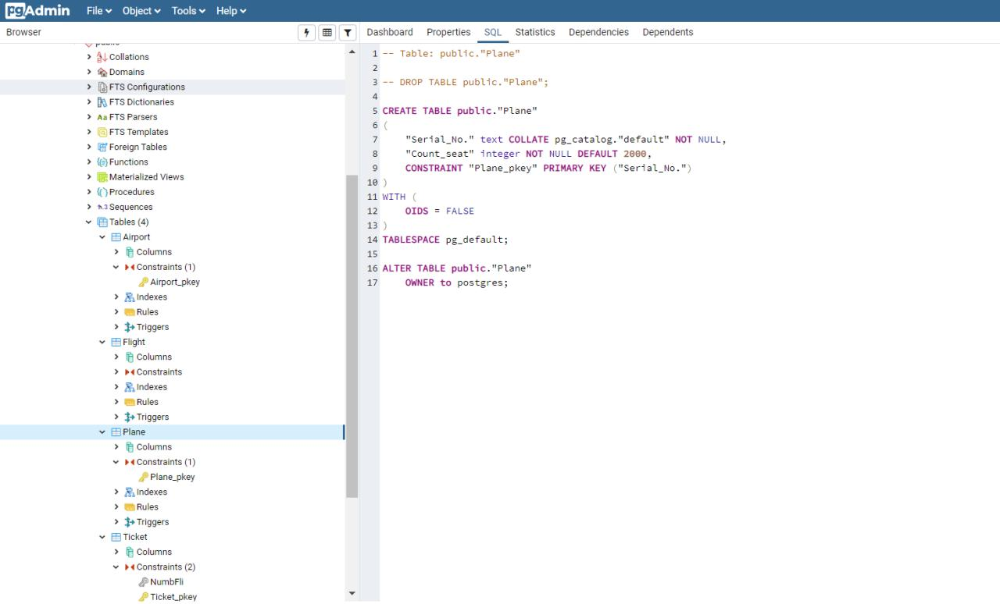 pgAdmin File Object Tools Help
Browser
Dashboard Properties SQL Statistics Dependencies Dependents
public
Collations
Domains
FTS Configurations
FTS Dictionaries
Aa FTS Parsers
FTS Templates
Foreign Tables
Functions
Materialized Views
Procedures
1..3 Sequences
Tables (4)
Airport
Columns
Constraints (1)
Airport_pkey
Indexes
Rules
Triggers
Flight
Columns
Constraints
Indexes
Rules
Triggers
Plane
Columns
Constraints (1)
Plane_pkey
Indexes
Rules
Triggers
Ticket
Columns
Constraints (2)
NumbFli
Ticket_pkey
1 -- Table: public."Plane"
2
3 -- DROP TABLE public."Plane";
4
5 CREATE TABLE public."Plane"
6 (
7 "Serial_No." text COLLATE pg_catalog."default" NOT NULL,
8 "Count_seat" integer NOT NULL DEFAULT 2000,
9 CONSTRAINT "Plane_pkey" PRIMARY KEY ("Serial_No.")
10 )
11 WITH (
12 OIDS = FALSE
13 )
14 TABLESPACE pg_default;
15
16 ALTER TABLE public."Plane"
17 OWNER to postgres;